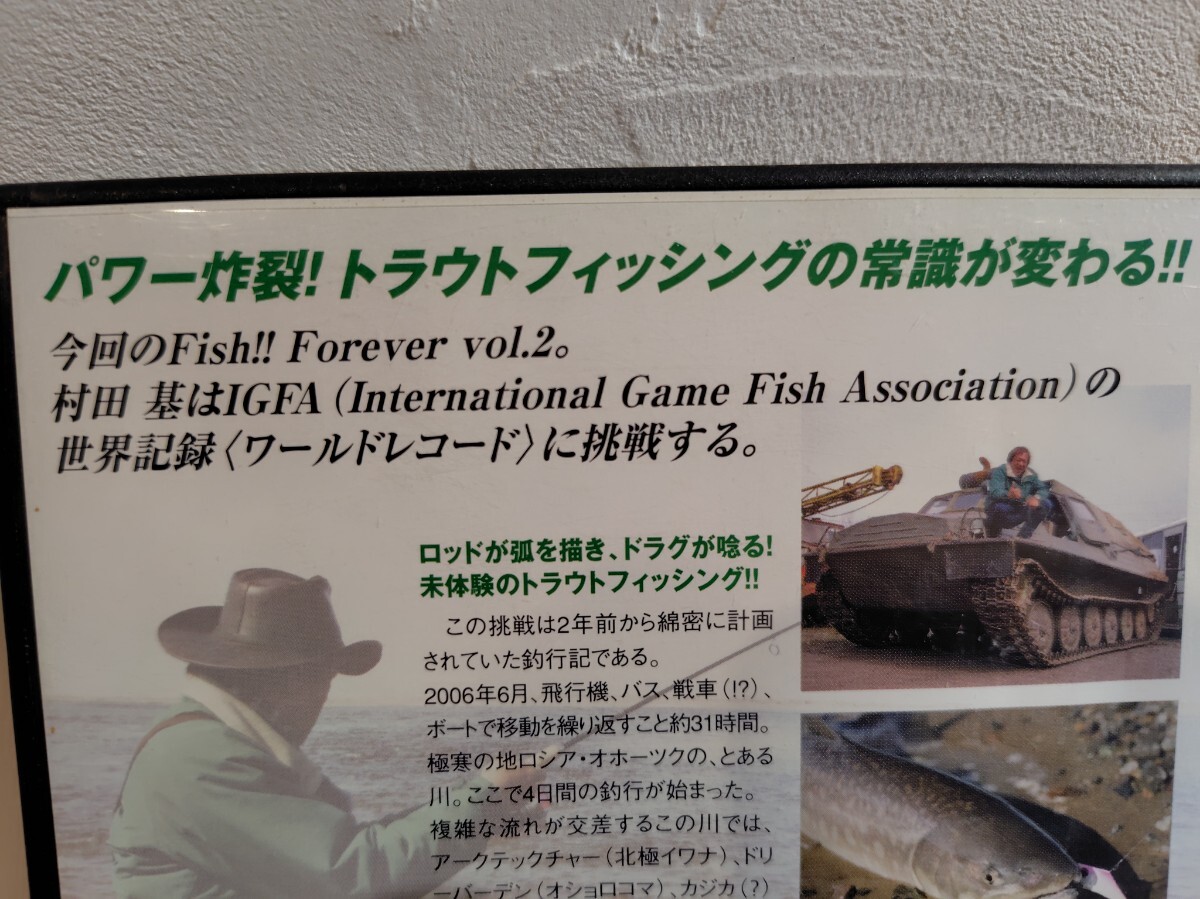 パワー炸裂!トラウトフィッシングの常識が変わる!!
今回のFish!! Forever vol.2。
村田 基はIGFA(International Game Fish Association)の
世界記録〈ワールドレコード〉に挑戦する。
ロッドが弧を描き、ドラグが唸る!
未体験のトラウトフィッシング!!
この挑戦は2年前から綿密に計画
されていた釣行記である。
2006年6月、飛行機、バス、戦車(!?)、
ボートで移動を繰り返すこと約31時間。
極寒の地ロシア・オホーツクの、とある
川。ここで4日間の釣行が始まった。
複雑な流れが交差するこの川では、
アークテックチャー(北極イワナ)、ドリ
ーバーデン(オショロコマ)、カジカ(?)